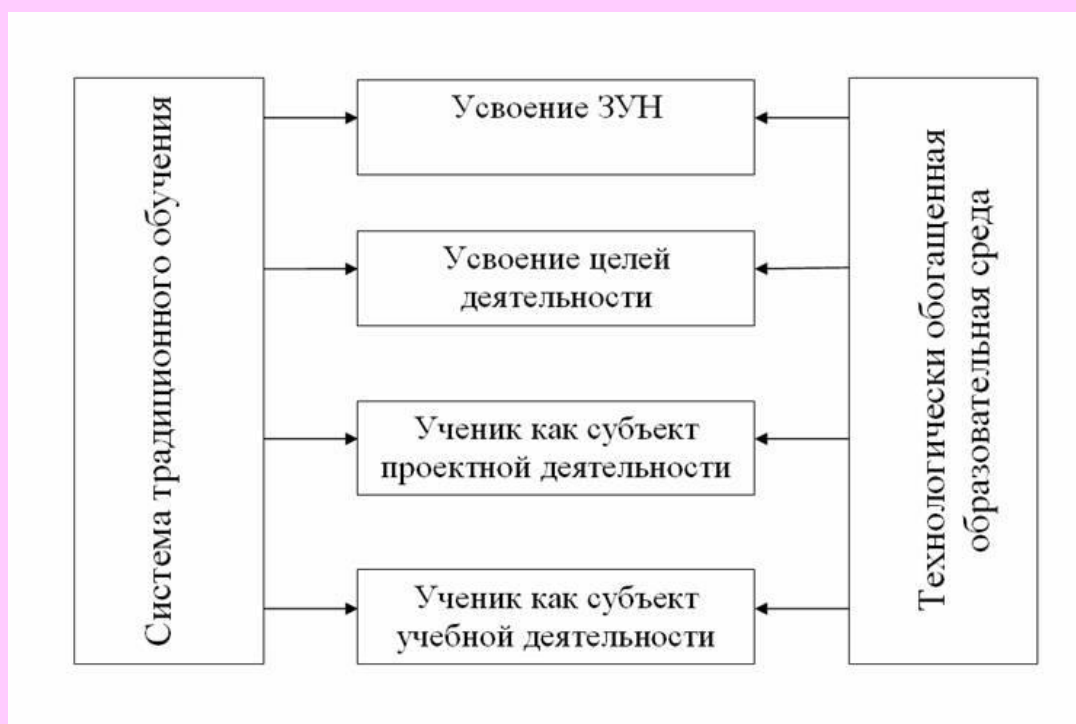 Система традиционного обучения
Усвоение ЗУН
Усвоение целей
деятельности
Ученик как субъект
проектной деятельности
Ученик как субъект
учебной деятельности
Технологически обогащенная
образовательная среда